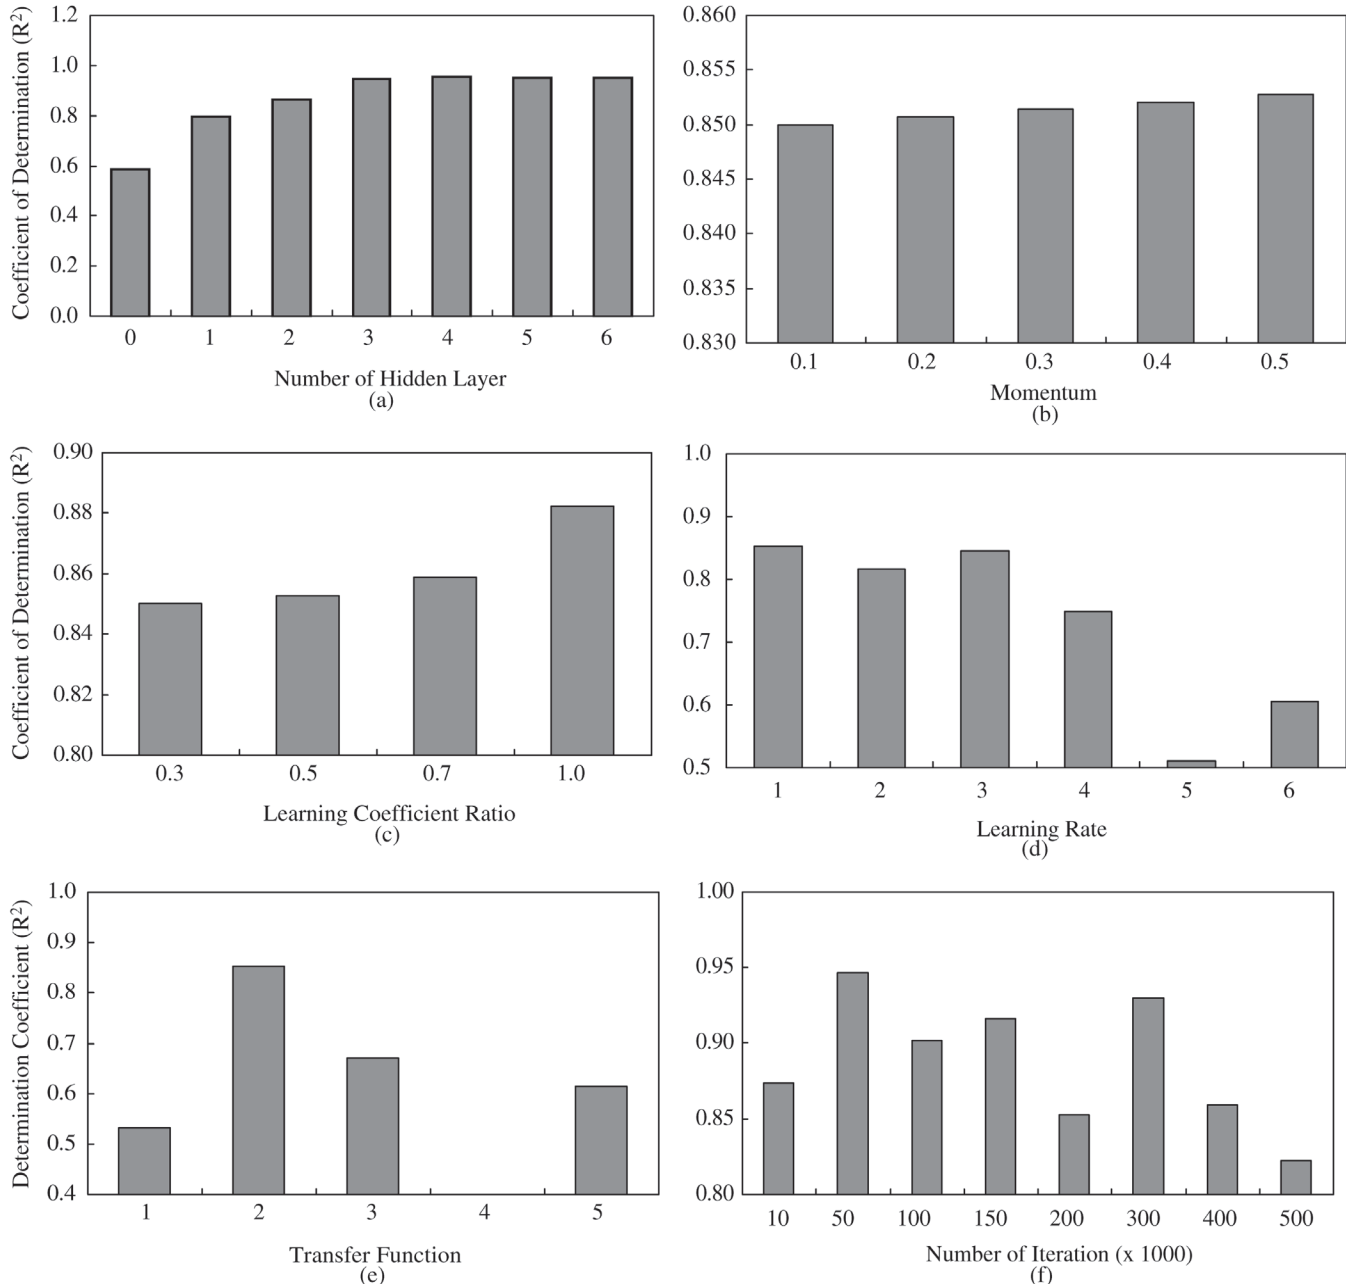 Coefficient of Determination (R²)
1.2
1.0
0.8
0.6
0.4
0.2
0.0
0 1 2 3 4 5 6
Number of Hidden Layer
(a)
0.860
0.855
0.850
0.845
0.840
0.835
0.830
0.1 0.2 0.3 0.4 0.5
Momentum
(b)
Coefficient of Determination (R²)
0.90
0.88
0.86
0.84
0.82
0.80
0.3 0.5 0.7 1.0
Learning Coefficient Ratio
(c)
1.0
0.9
0.8
0.7
0.6
0.5
1 2 3 4 5 6
Learning Rate
(d)
Determination Coefficient (R²)
1.0
0.9
0.8
0.7
0.6
0.5
0.4
1 2 3 4 5
Transfer Function
(e)
1.00
0.95
0.90
0.85
0.80
10 50 100 150 200 300 400 500
Number of Iteration (x 1000)
(f)